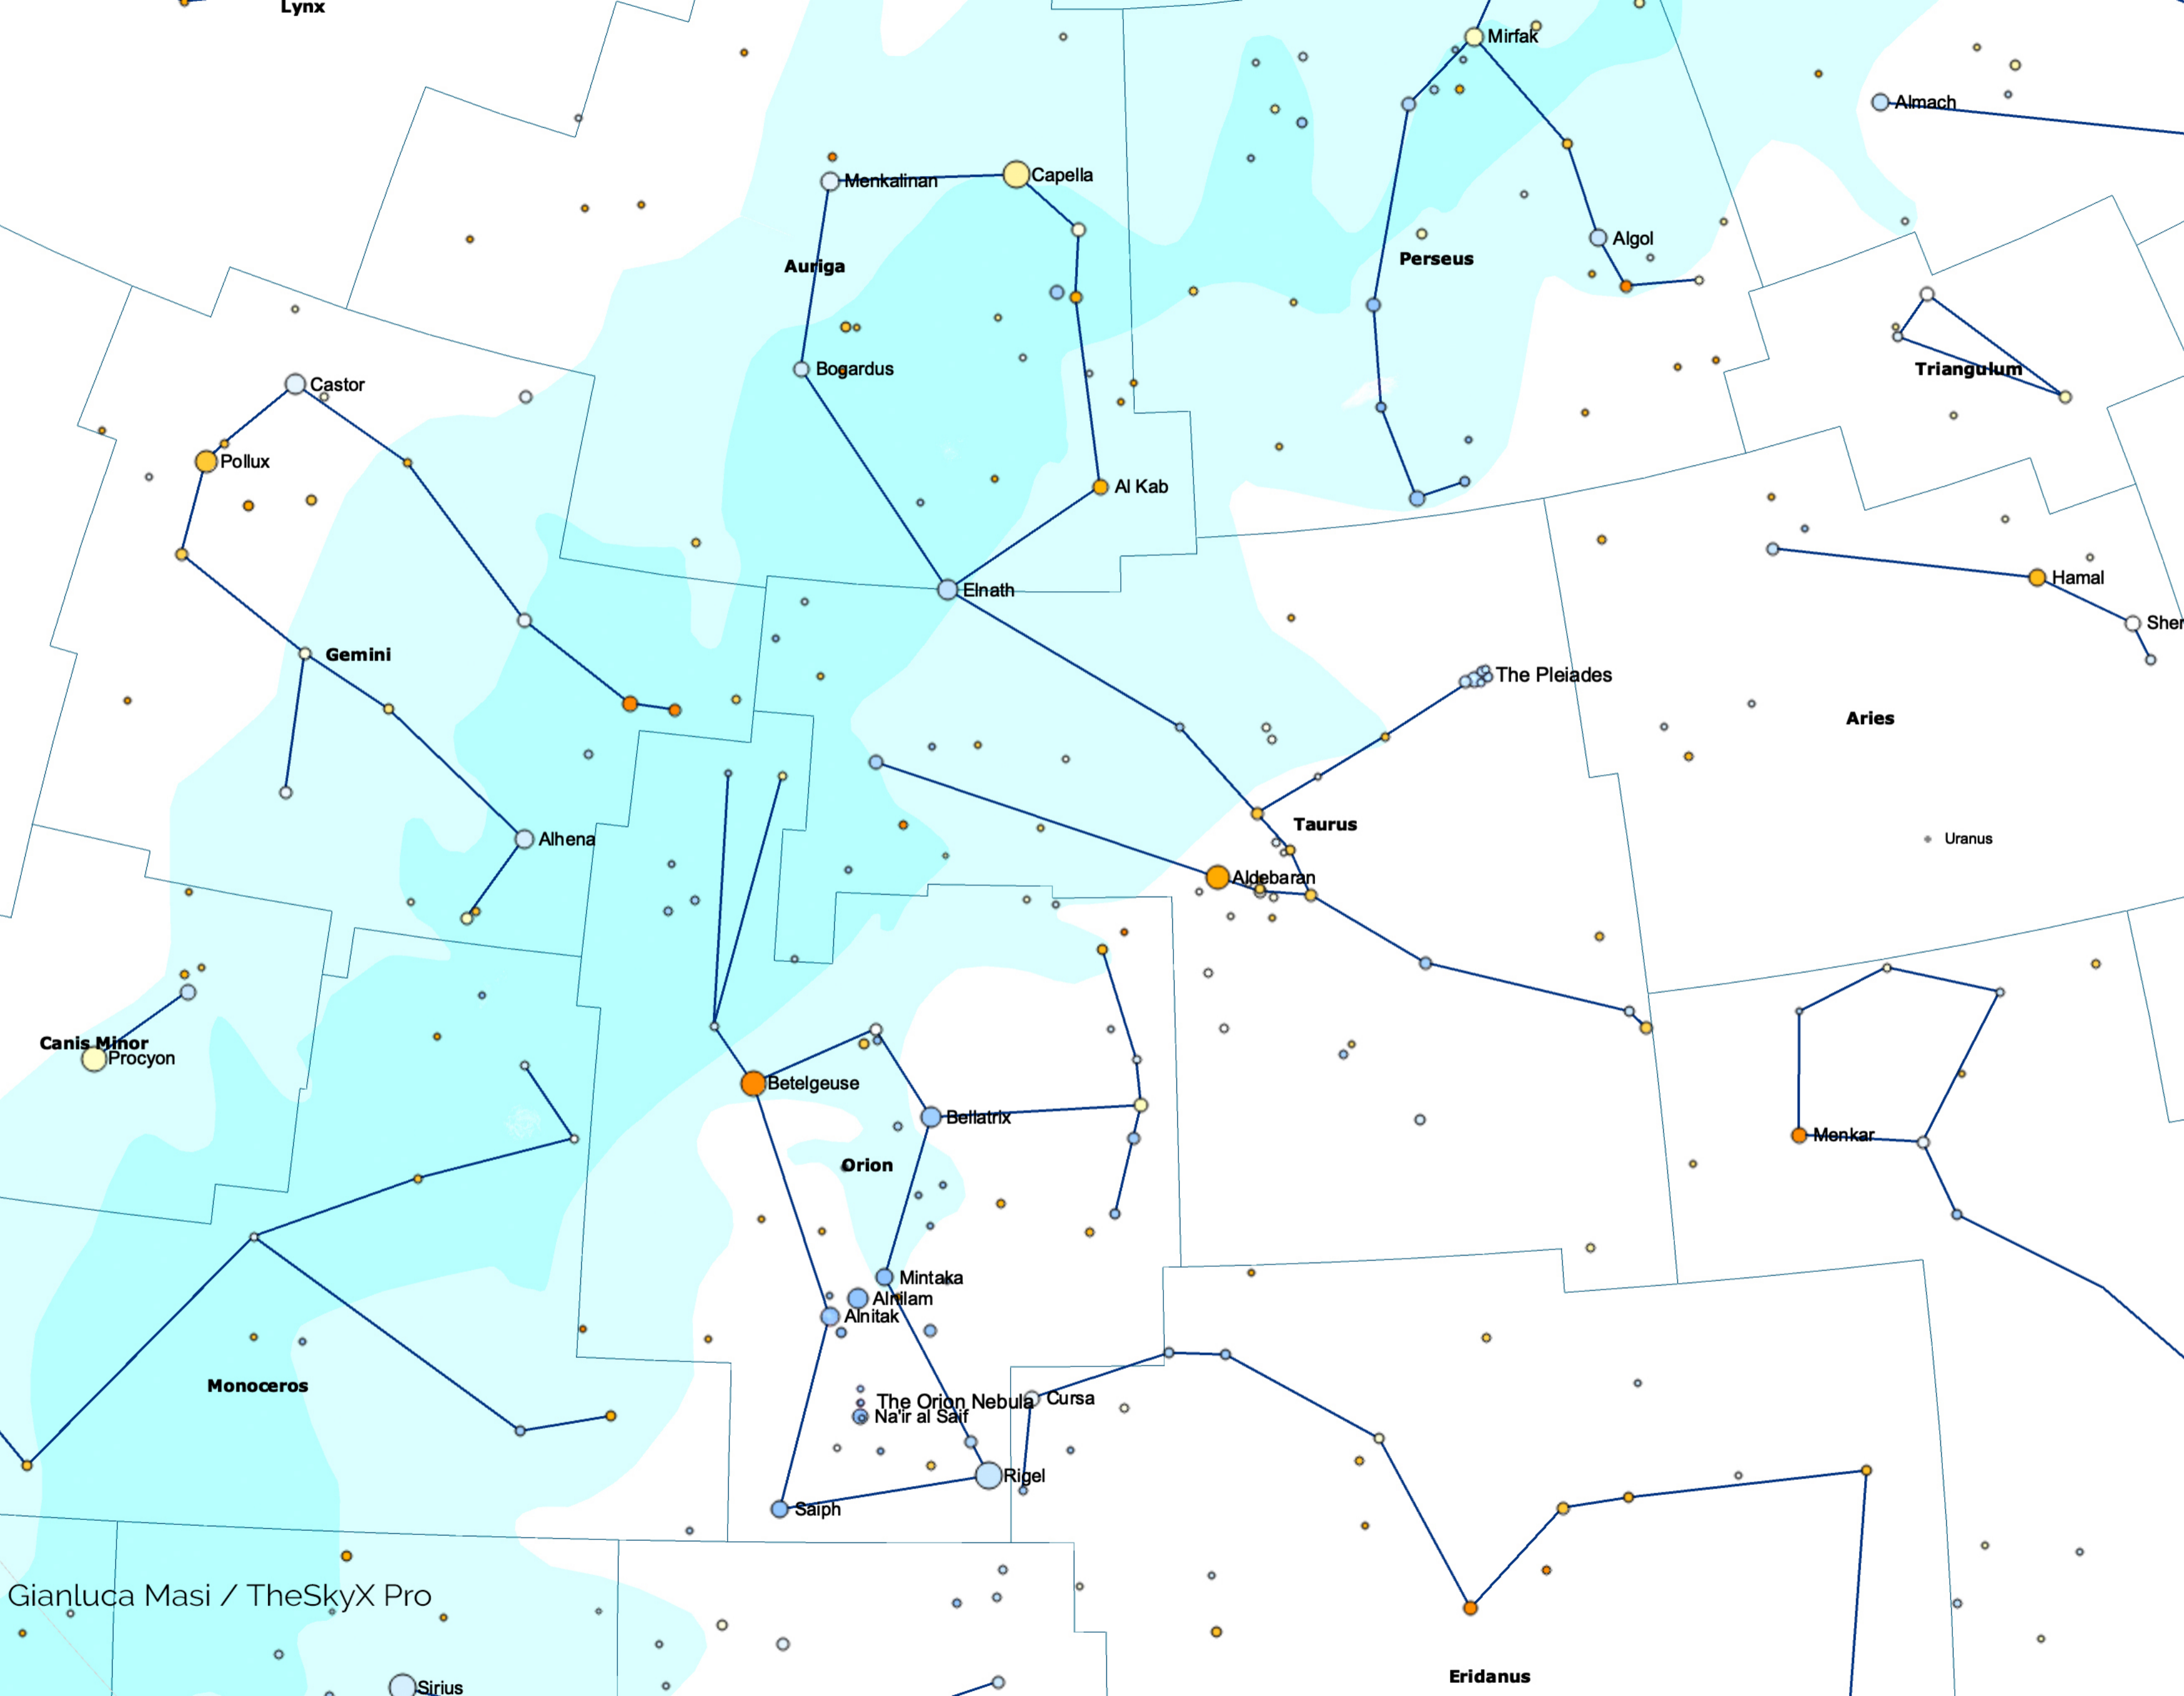 Lynx
Mirfak
Almach
Menkalinan
Capella
Algol
Perseus
Auriga
Bogardus
Triangulum
Castor
Pollux
Al Kab
Hamal
Elnath
Sher
Gemini
The Pleiades
Aries
Taurus
Uranus
Alhena
Aldebaran
Canis Minor
Procyon
Betelgeuse
Bellatrix
Menkar
Orion
Mintaka
Alnilam
Alnitak
Monoceros
The Orion Nebula
Cursa
Na'ir al Saif
Rigel
Saiph
Gianluca Masi / TheSkyX Pro
Eridanus
Sirius